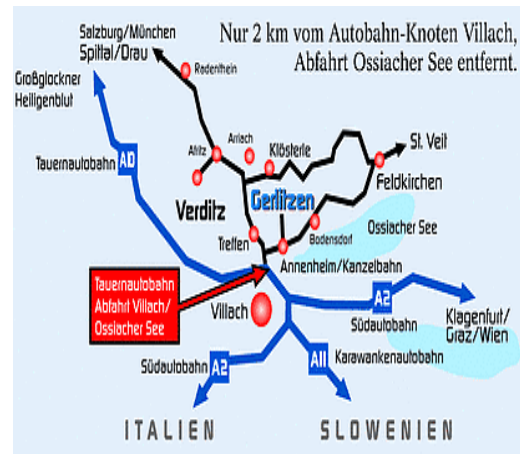 Nur 2 km vom Autobahn-Knoten Villach,
Abfahrt Ossiacher See entfernt.
Salzburg/München
Spittal/Drau
Großglockner
Heiligenblut
Radenthein
Tauernautobahn
A10
Afritz
Arriach
Klösterle
St. Veit
Feldkirchen
Verditz
Gerlitzen
Treffen
Bodensdorf
Ossiacher See
Annenheim/Kanzelbahn
Tauernautobahn
Abfahrt Villach/
Ossiacher See
Villach
A2
Südautobahn
Klagenfurt/
Graz/Wien
Südautobahn
A2
A11
Karawankenautobahn
ITALIEN
SLOWENIEN